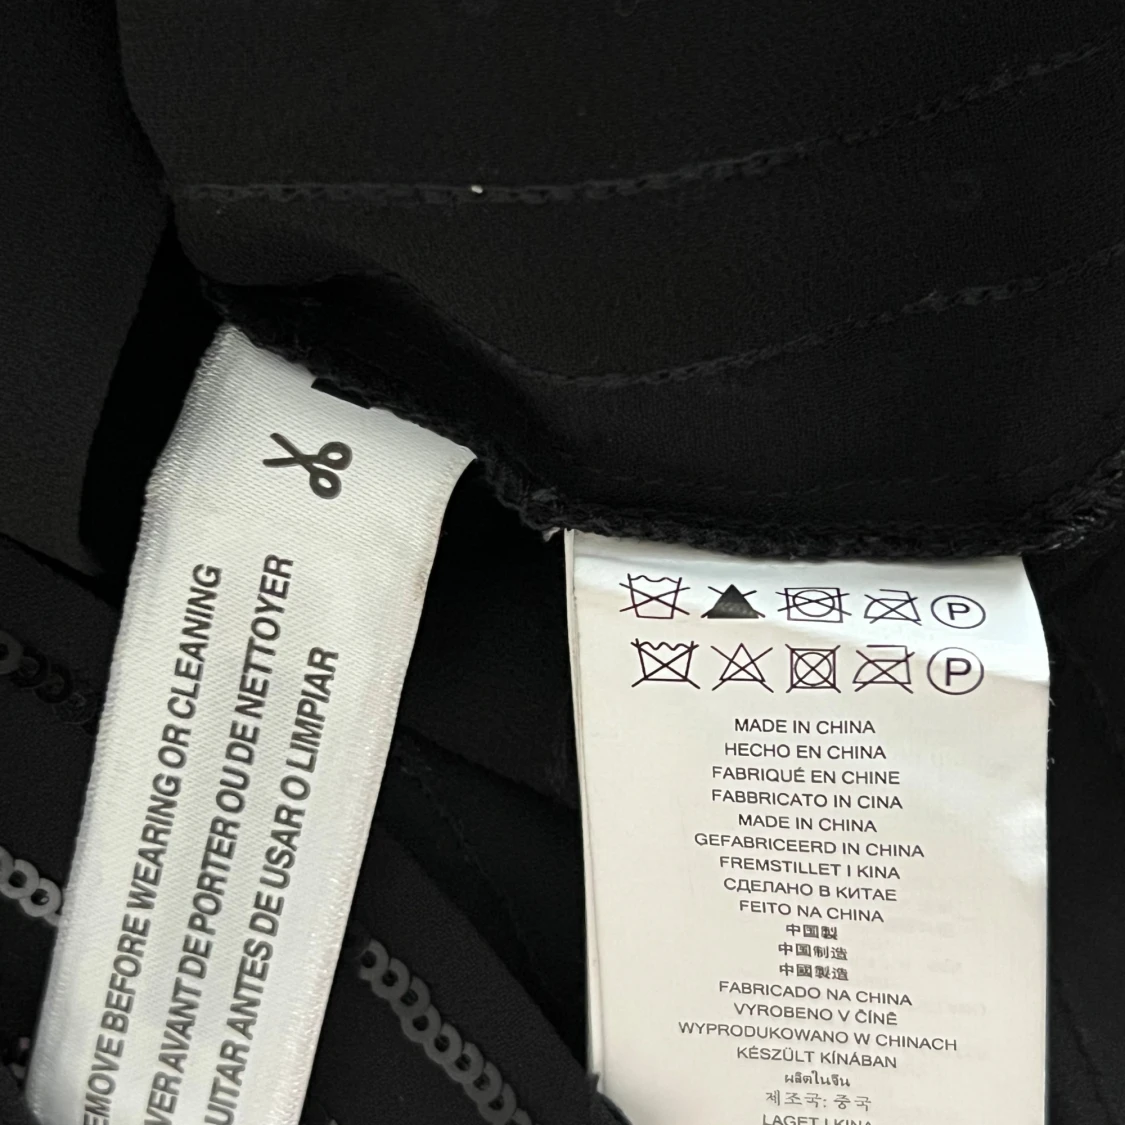 EMOVE BEFORE WEARING OR CLEANING
VER AVANT DE PORTER OU DE NETTOYER
UITAR ANTES DE USAR O LIMPIAR
P
P
MADE IN CHINA
HECHO EN CHINA
FABRIQUÉ EN CHINE
FABBRICATO IN CINA
MADE IN CHINA
GEFABRICEERD IN CHINA
FREMSTILLET I KINA
СДЕЛАНО В КИТАЕ
FEITO NA CHINA
中国製
中国制造
中國製造
FABRICADO NA CHINA
VYROBENO V ČÍNĚ
WYPRODUKOWANO W CHINACH
KÉSZÜLT KÍNÁBAN
ผลิตในจีน
제조국: 중국
LAGET I KINA